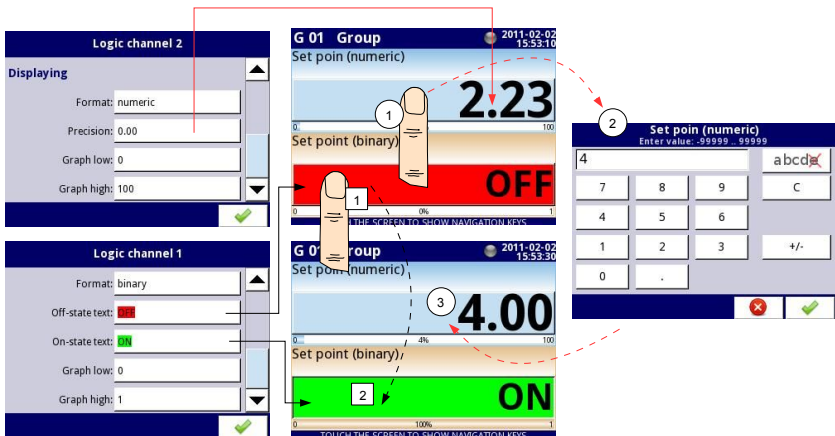 Logic channel 2
Displaying
Format: numeric
Precision: 0.00
Graph low: 0
Graph high: 100
G 01 Group
2011-02-02
15:53:10
Set poin (numeric)
1
2.23
0 % 100
Set point (binary)
1
OFF
0 0% 1
THE SCREEN TO SHOW NAVIGATION KEYS
2
Set poin (numeric)
Enter value: -99999 .. 99999
4
abcdex
7 8 9 C
4 5 6
1 2 3 +/-
0 .
Logic channel 1
Format: binary
Off-state text: OFF
On-state text: ON
Graph low: 0
Graph high: 1
G 01 Group
2011-02-02
15:53:30
Set poin (numeric)
3
4.00
0 4% 100
Set point (binary)
2
ON
0 100% 1
TOUCH THE SCREEN TO SHOW NAVIGATION KEYS